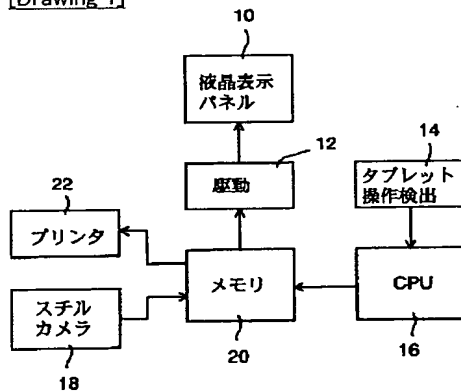 [Drawing 1]
10
液晶表示
パネル
12
駆動
14
タブレット
操作検出
22
プリンタ
メモリ
CPU
スチル
カメラ
18
20
16